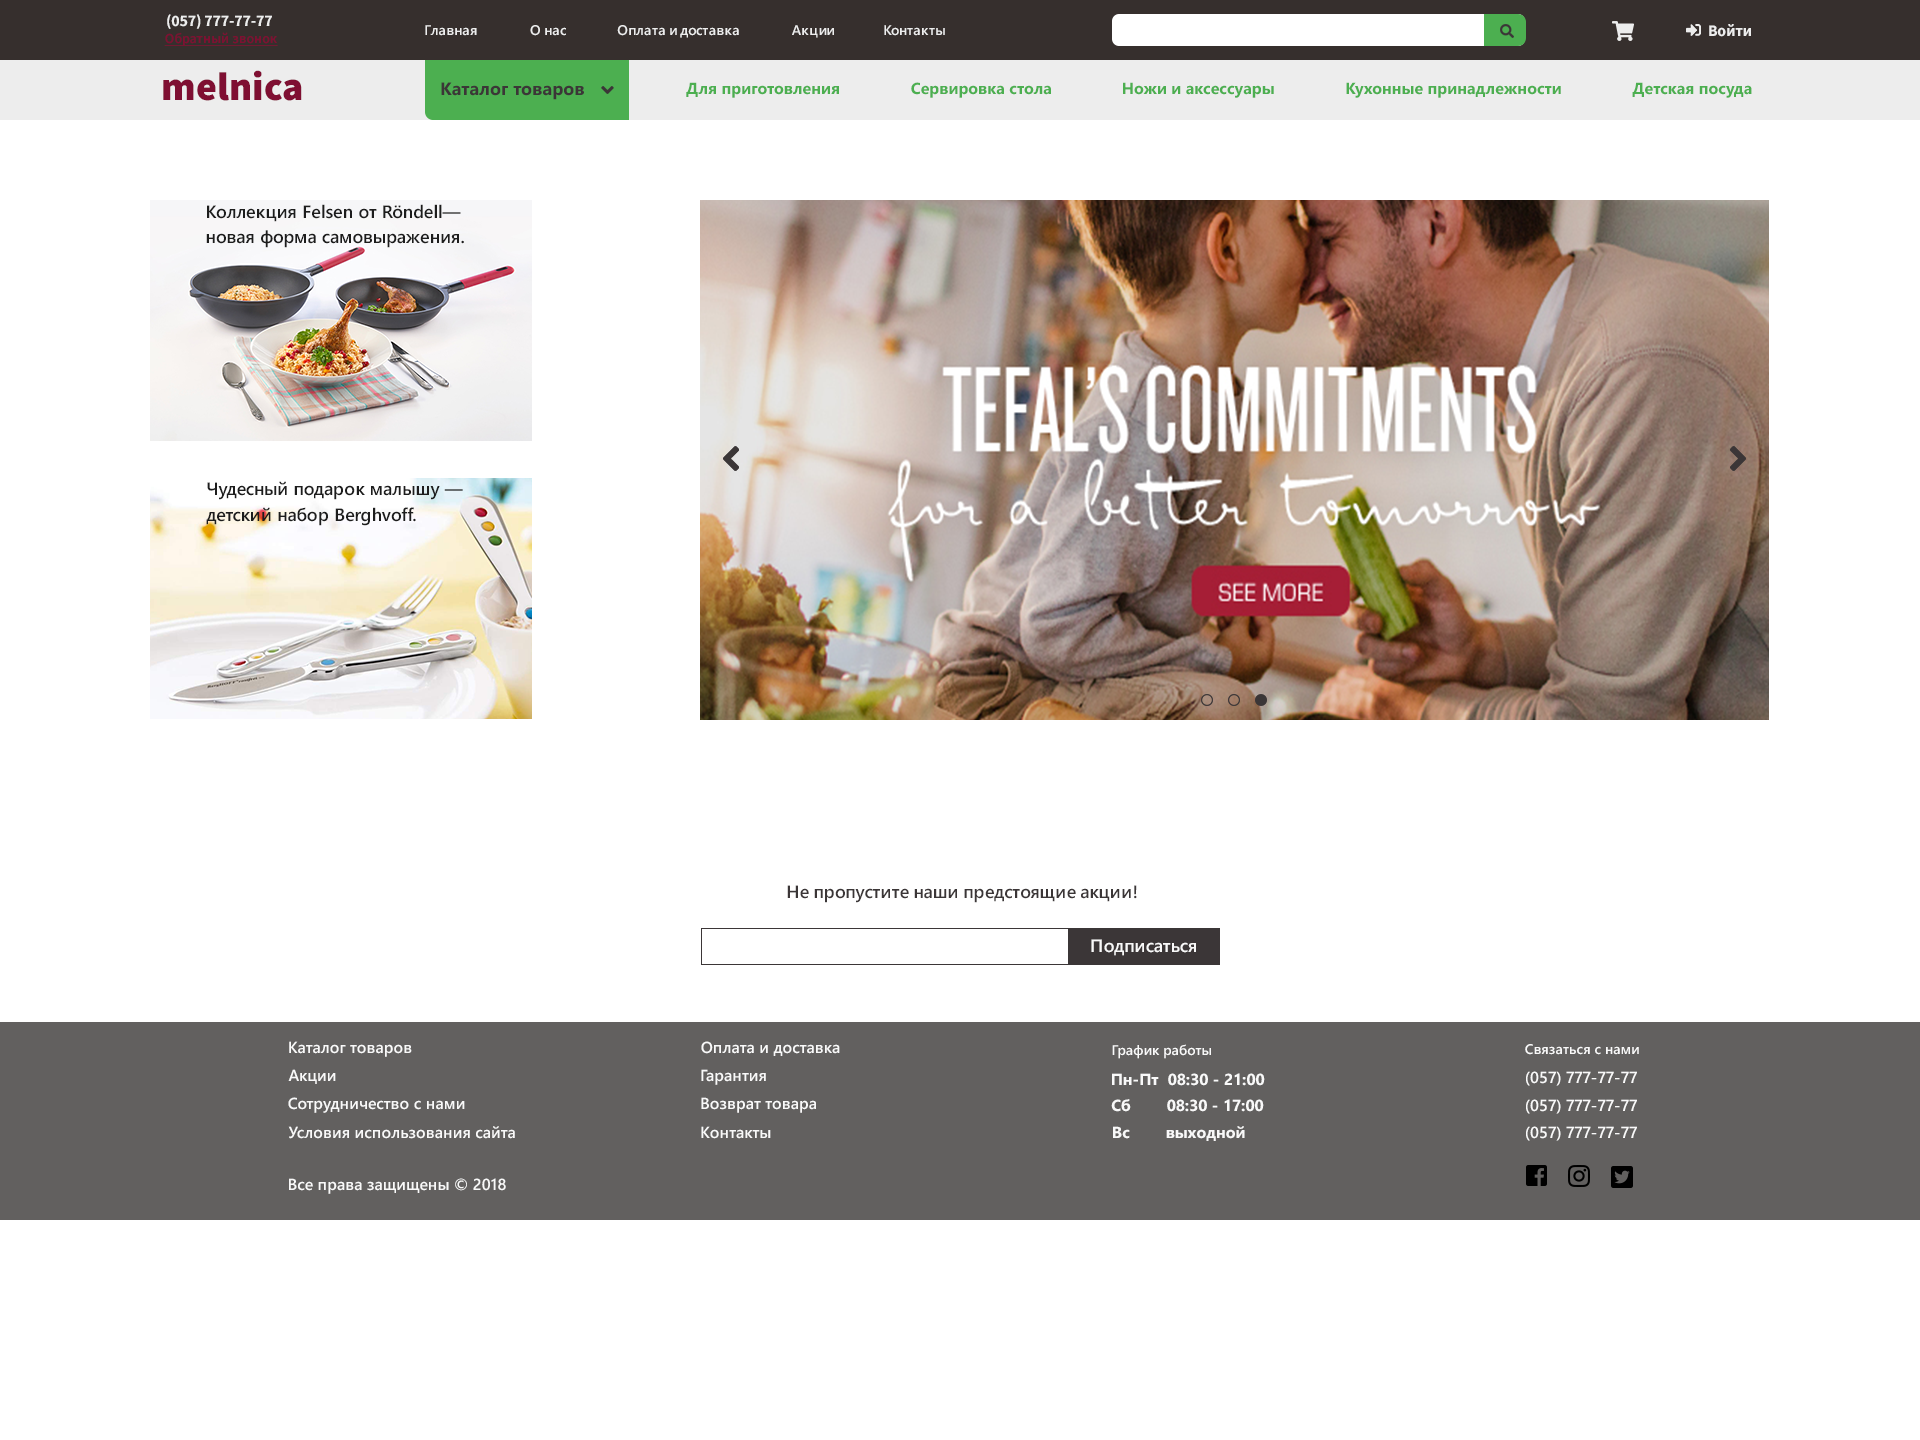 (057) 777-77-77
Обратный звонок
Главная
О нас
Оплата и доставка
Акции
Контакты
Войти
melnica
Каталог товаров
Для приготовления
Сервировка стола
Ножи и аксессуары
Кухонные принадлежности
Детская посуда
Коллекция Felsen от Röndell—
новая форма самовыражения.
Чудесный подарок малышу —
детский набор Berghvoff.
TEFAL'S COMMITMENTS
for a better tomorrow
SEE MORE
Не пропустите наши предстоящие акции!
Подписаться
Каталог товаров
Акции
Сотрудничество с нами
Условия использования сайта
Все права защищены © 2018
Оплата и доставка
Гарантия
Возврат товара
Контакты
График работы
Пн-Пт 08:30 - 21:00
Сб 08:30 - 17:00
Вс выходной
Связаться с нами
(057) 777-77-77
(057) 777-77-77
(057) 777-77-77